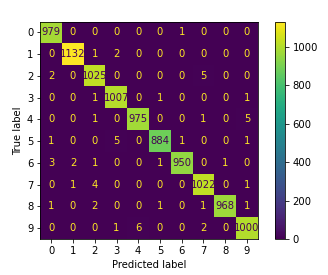 0 979 0 0 0 0 0 1 0 0 0
1 0 1132 1 2 0 0 0 0 0 0
2 2 0 1025 0 0 0 0 5 0 0
3 0 0 1 1007 0 1 0 0 0 1
4 0 0 1 0 975 0 0 1 0 5
5 1 0 0 5 0 884 1 0 0 1
6 3 2 1 0 0 1 950 0 1 0
7 0 1 4 0 0 0 0 1022 0 1
8 1 0 2 0 0 1 0 1 968 1
9 0 0 0 1 6 0 0 2 0 1000
0 1 2 3 4 5 6 7 8 9
True label
Predicted label
1000
800
600
400
200
0